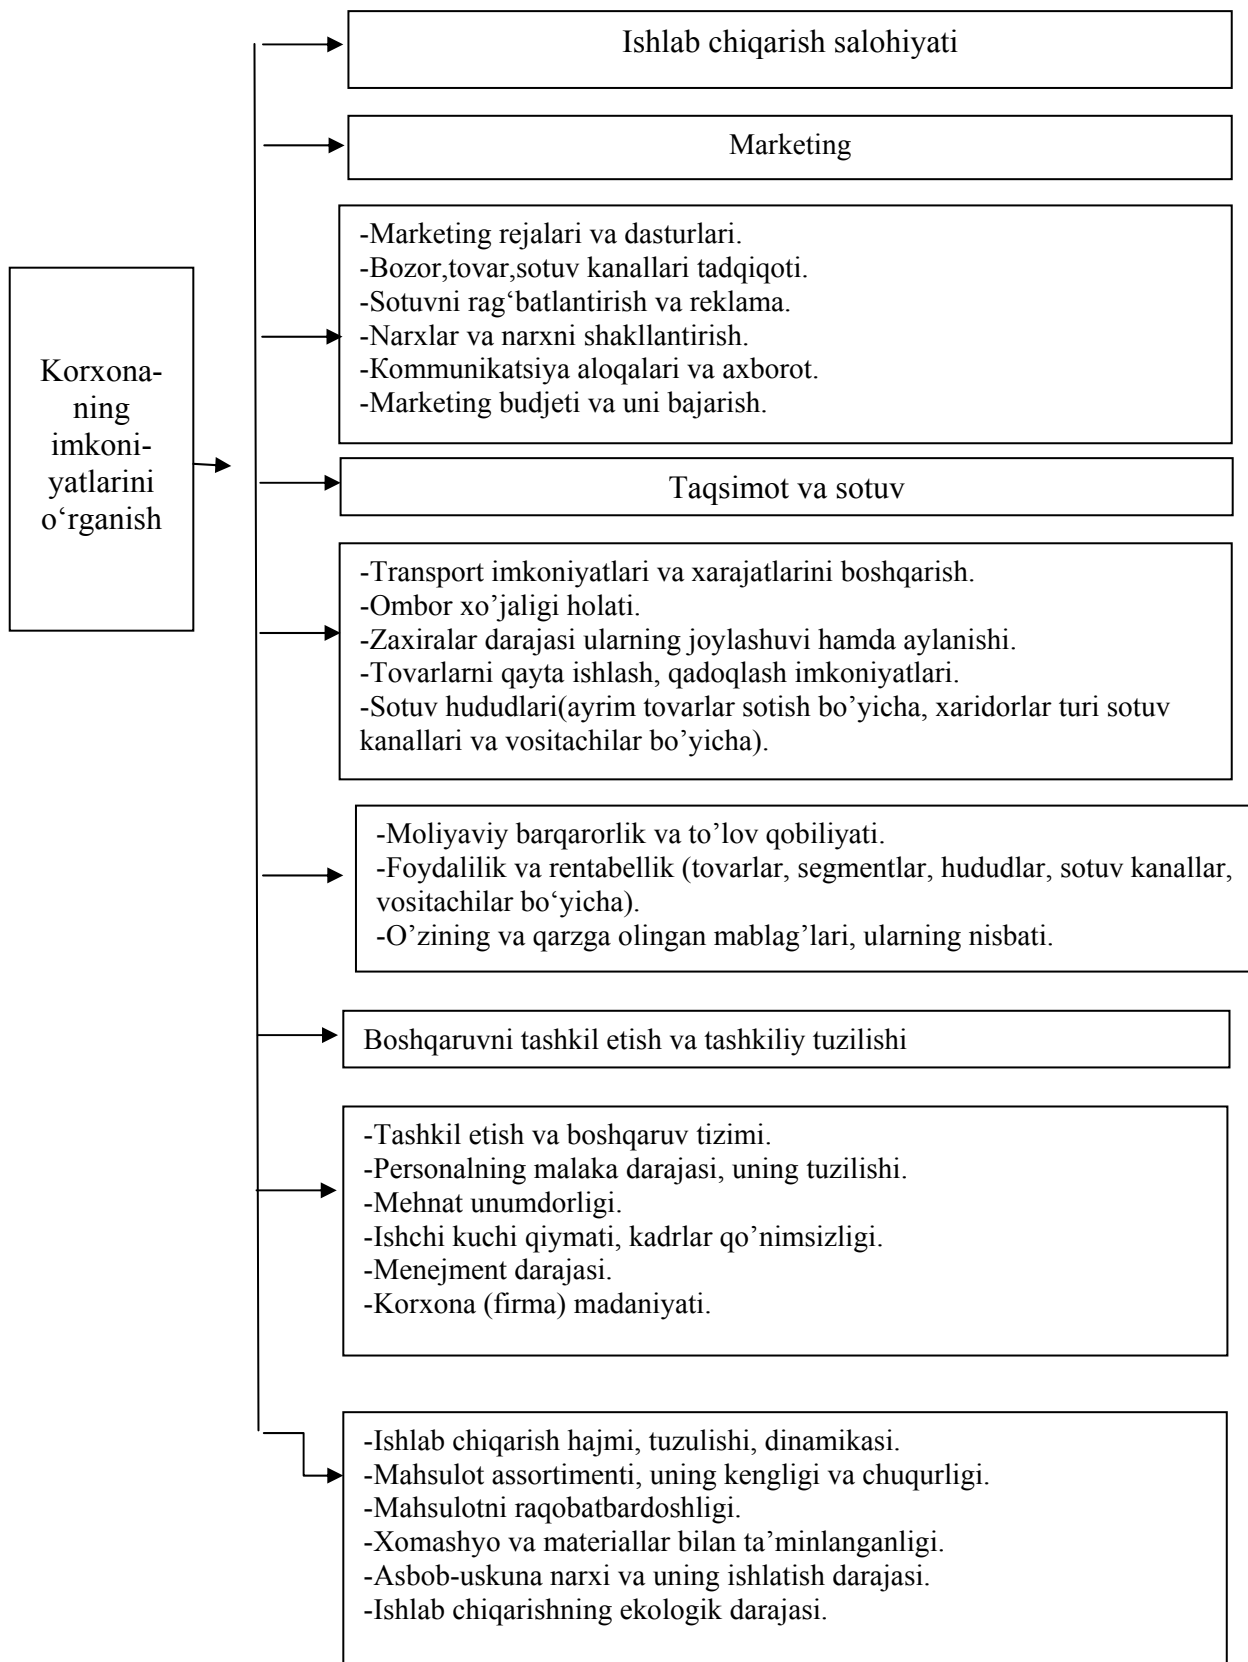 Ishlab chiqarish salohiyati
Marketing
-Marketing rejalari va dasturlari.
-Bozor,tovar,sotuv kanallari tadqiqoti.
-Sotuvni rag‘batlantirish va reklama.
-Narxlar va narxni shakllantirish.
-Kommunikatsiya aloqalari va axborot.
-Marketing budjeti va uni bajarish.
Korxona-
ning
imkoni-
yatlarini
o‘rganish
Taqsimot va sotuv
-Transport imkoniyatlari va xarajatlarini boshqarish.
-Ombor xo’jaligi holati.
-Zaxiralar darajasi ularning joylashuvi hamda aylanishi.
-Tovarlarni qayta ishlash, qadoqlash imkoniyatlari.
-Sotuv hududlari(ayrim tovarlar sotish bo’yicha, xaridorlar turi sotuv
kanallari va vositachilar bo’yicha).
-Moliyaviy barqarorlik va to’lov qobiliyati.
-Foydalilik va rentabellik (tovarlar, segmentlar, hududlar, sotuv kanallar,
vositachilar bo‘yicha).
-O’zining va qarzga olingan mablag’lari, ularning nisbati.
Boshqaruvni tashkil etish va tashkiliy tuzilishi
-Tashkil etish va boshqaruv tizimi.
-Personalning malaka darajasi, uning tuzilishi.
-Mehnat unumdorligi.
-Ishchi kuchi qiymati, kadrlar qo’nimsizligi.
-Menejment darajasi.
-Korxona (firma) madaniyati.
-Ishlab chiqarish hajmi, tuzulishi, dinamikasi.
-Mahsulot assortimenti, uning kengligi va chuqurligi.
-Mahsulotni raqobatbardoshligi.
-Xomashyo va materiallar bilan ta’minlanganligi.
-Asbob-uskuna narxi va uning ishlatish darajasi.
-Ishlab chiqarishning ekologik darajasi.